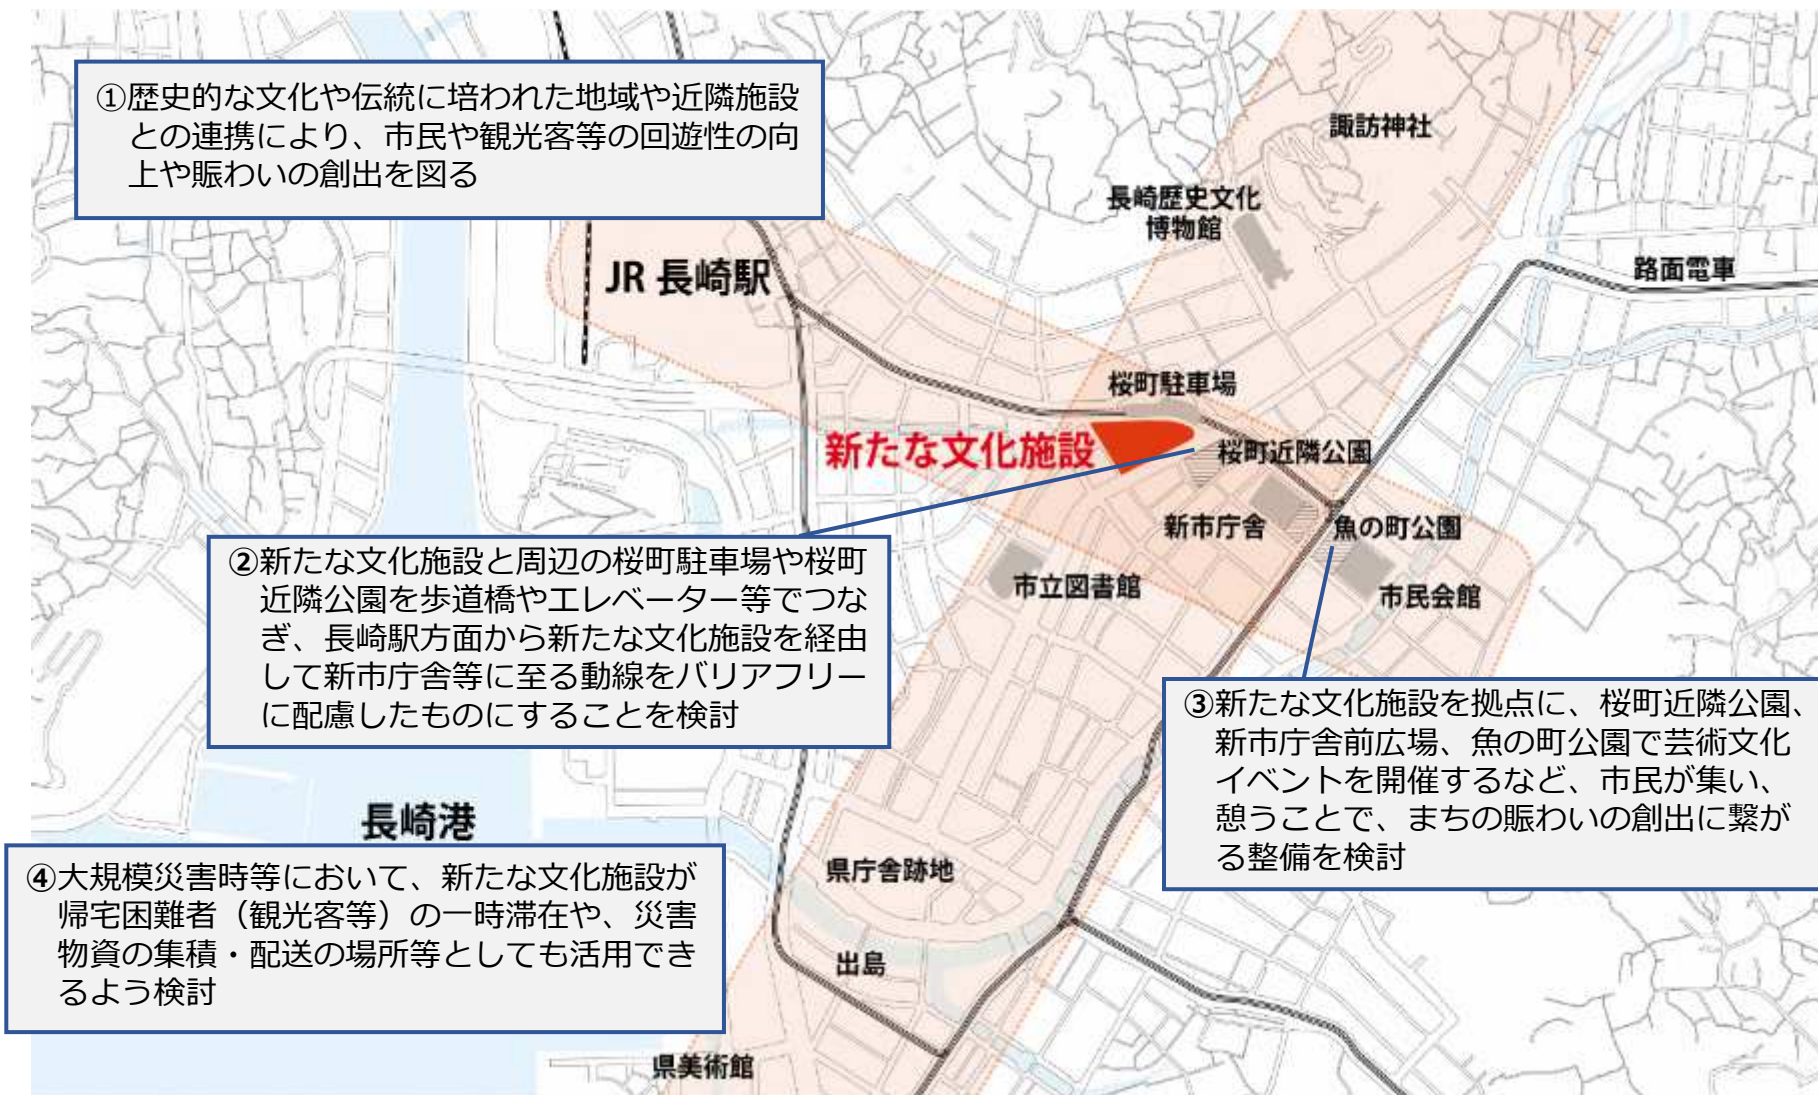 ①歴史的な文化や伝統に培われた地域や近隣施設
との連携により、市民や観光客等の回遊性の向
上や賑わいの創出を図る
諏訪神社
長崎歴史文化
博物館
JR 長崎駅
路面電車
桜町駐車場
新たな文化施設
桜町近隣公園
新市庁舎
魚の町公園
市立図書館
市民会館
②新たな文化施設と周辺の桜町駐車場や桜町
近隣公園を歩道橋やエレベーター等でつな
ぎ、長崎駅方面から新たな文化施設を経由
して新市庁舎等に至る動線をバリアフリー
に配慮したものにすることを検討
③新たな文化施設を拠点に、桜町近隣公園、
新市庁舎前広場、魚の町公園で芸術文化
イベントを開催するなど、市民が集い、
憩うことで、まちの賑わいの創出に繋が
る整備を検討
長崎港
④大規模災害時等において、新たな文化施設が
帰宅困難者（観光客等）の一時滞在や、災害
物資の集積・配送の場所等としても活用でき
るよう検討
県庁舎跡地
出島
県美術館